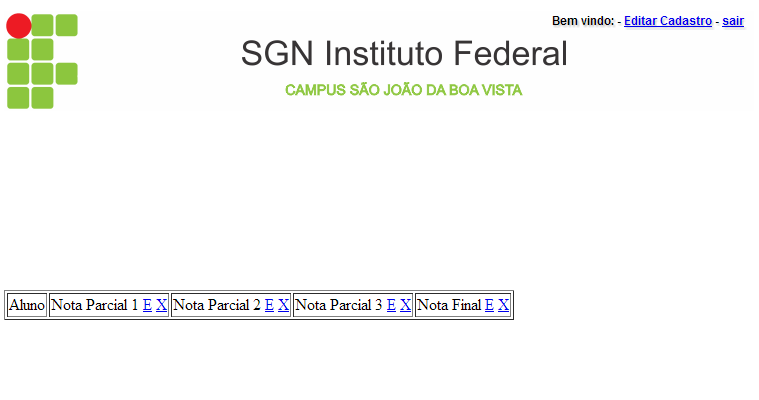 Bem vindo: - Editar Cadastro - sair
SGN Instituto Federal
CAMPUS SÃO JOÃO DA BOA VISTA
Aluno Nota Parcial 1 E X Nota Parcial 2 E X Nota Parcial 3 E X Nota Final E X